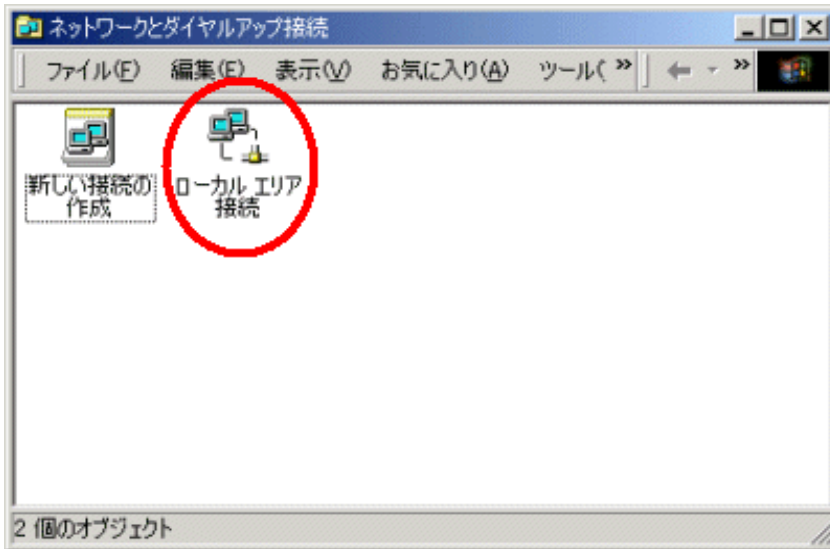 ネットワークとダイヤルアップ接続
ファイル(F) 編集(E) 表示(V) お気に入り(A) ツール( » ← »
新しい接続の
作成
ローカル エリア
接続
2 個のオブジェクト